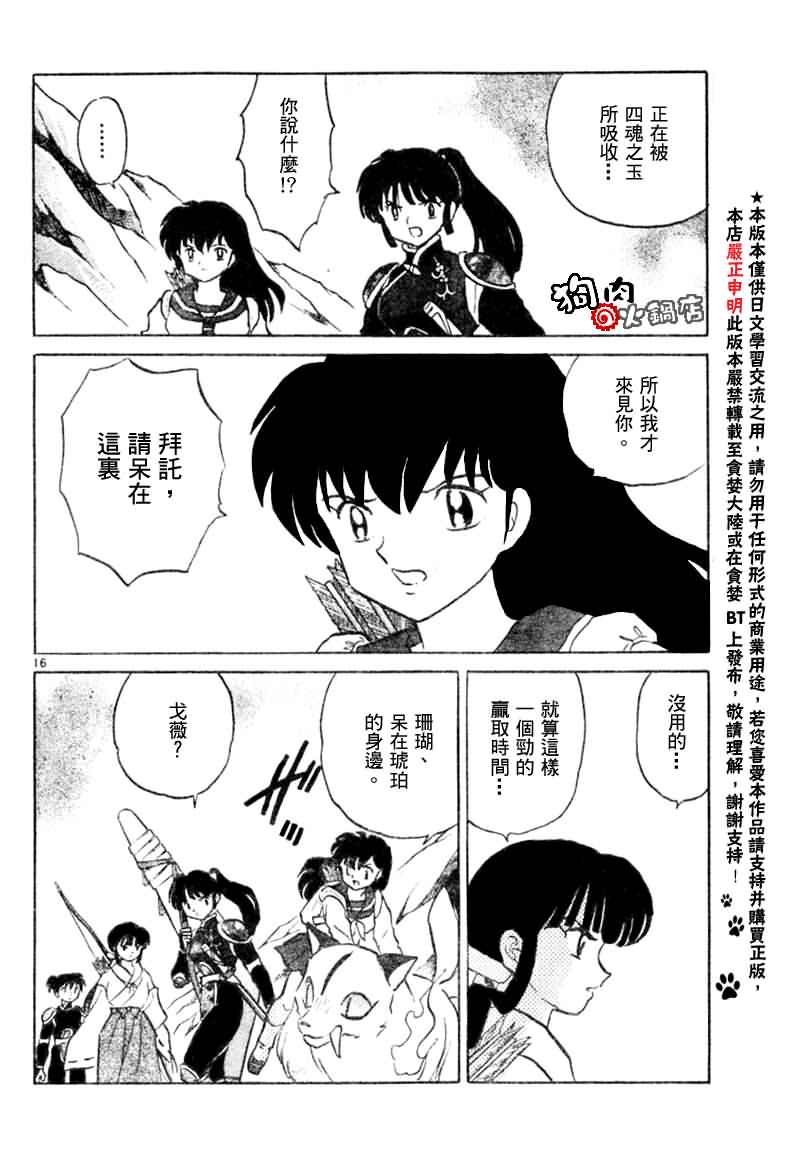 正在被
四魂之玉
所吸收…
你說什麼!?
……
狗肉
火鍋店
所以我才
來見你。
拜託，
請呆在
這裏
16
沒用的…
就算這樣
一個勁的
贏取時間…
珊瑚、
呆在琥珀
的身邊。
戈薇？
★本版本僅供日文學習交流之用，請勿用于任何形式的商業用途，若您喜愛本作品請支持并購買正版，
本店嚴正申明此版本嚴禁轉載至貪婪大陸或在貪婪 BT 上發布，敬請理解，謝謝支持！